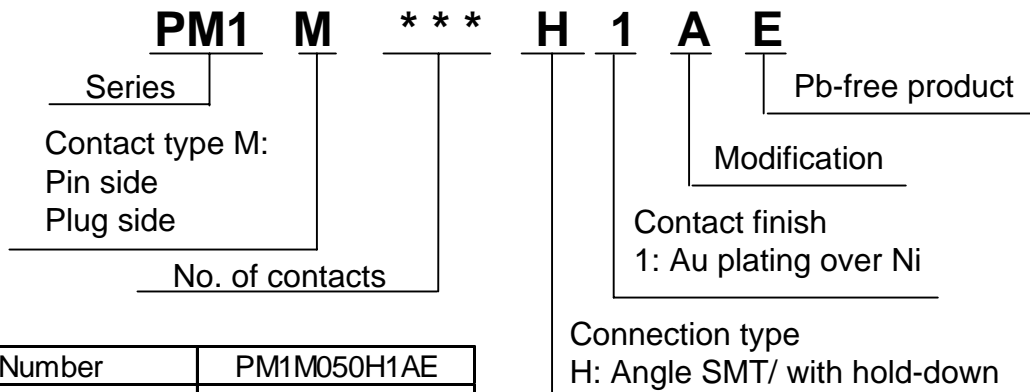 PM1 M *** H 1 A E
Series
Pb-free product
Contact type M:
Pin side
Plug side
Modification
Contact finish
1: Au plating over Ni
No. of contacts
Connection type
H: Angle SMT/ with hold-down
Number PM1M050H1AE